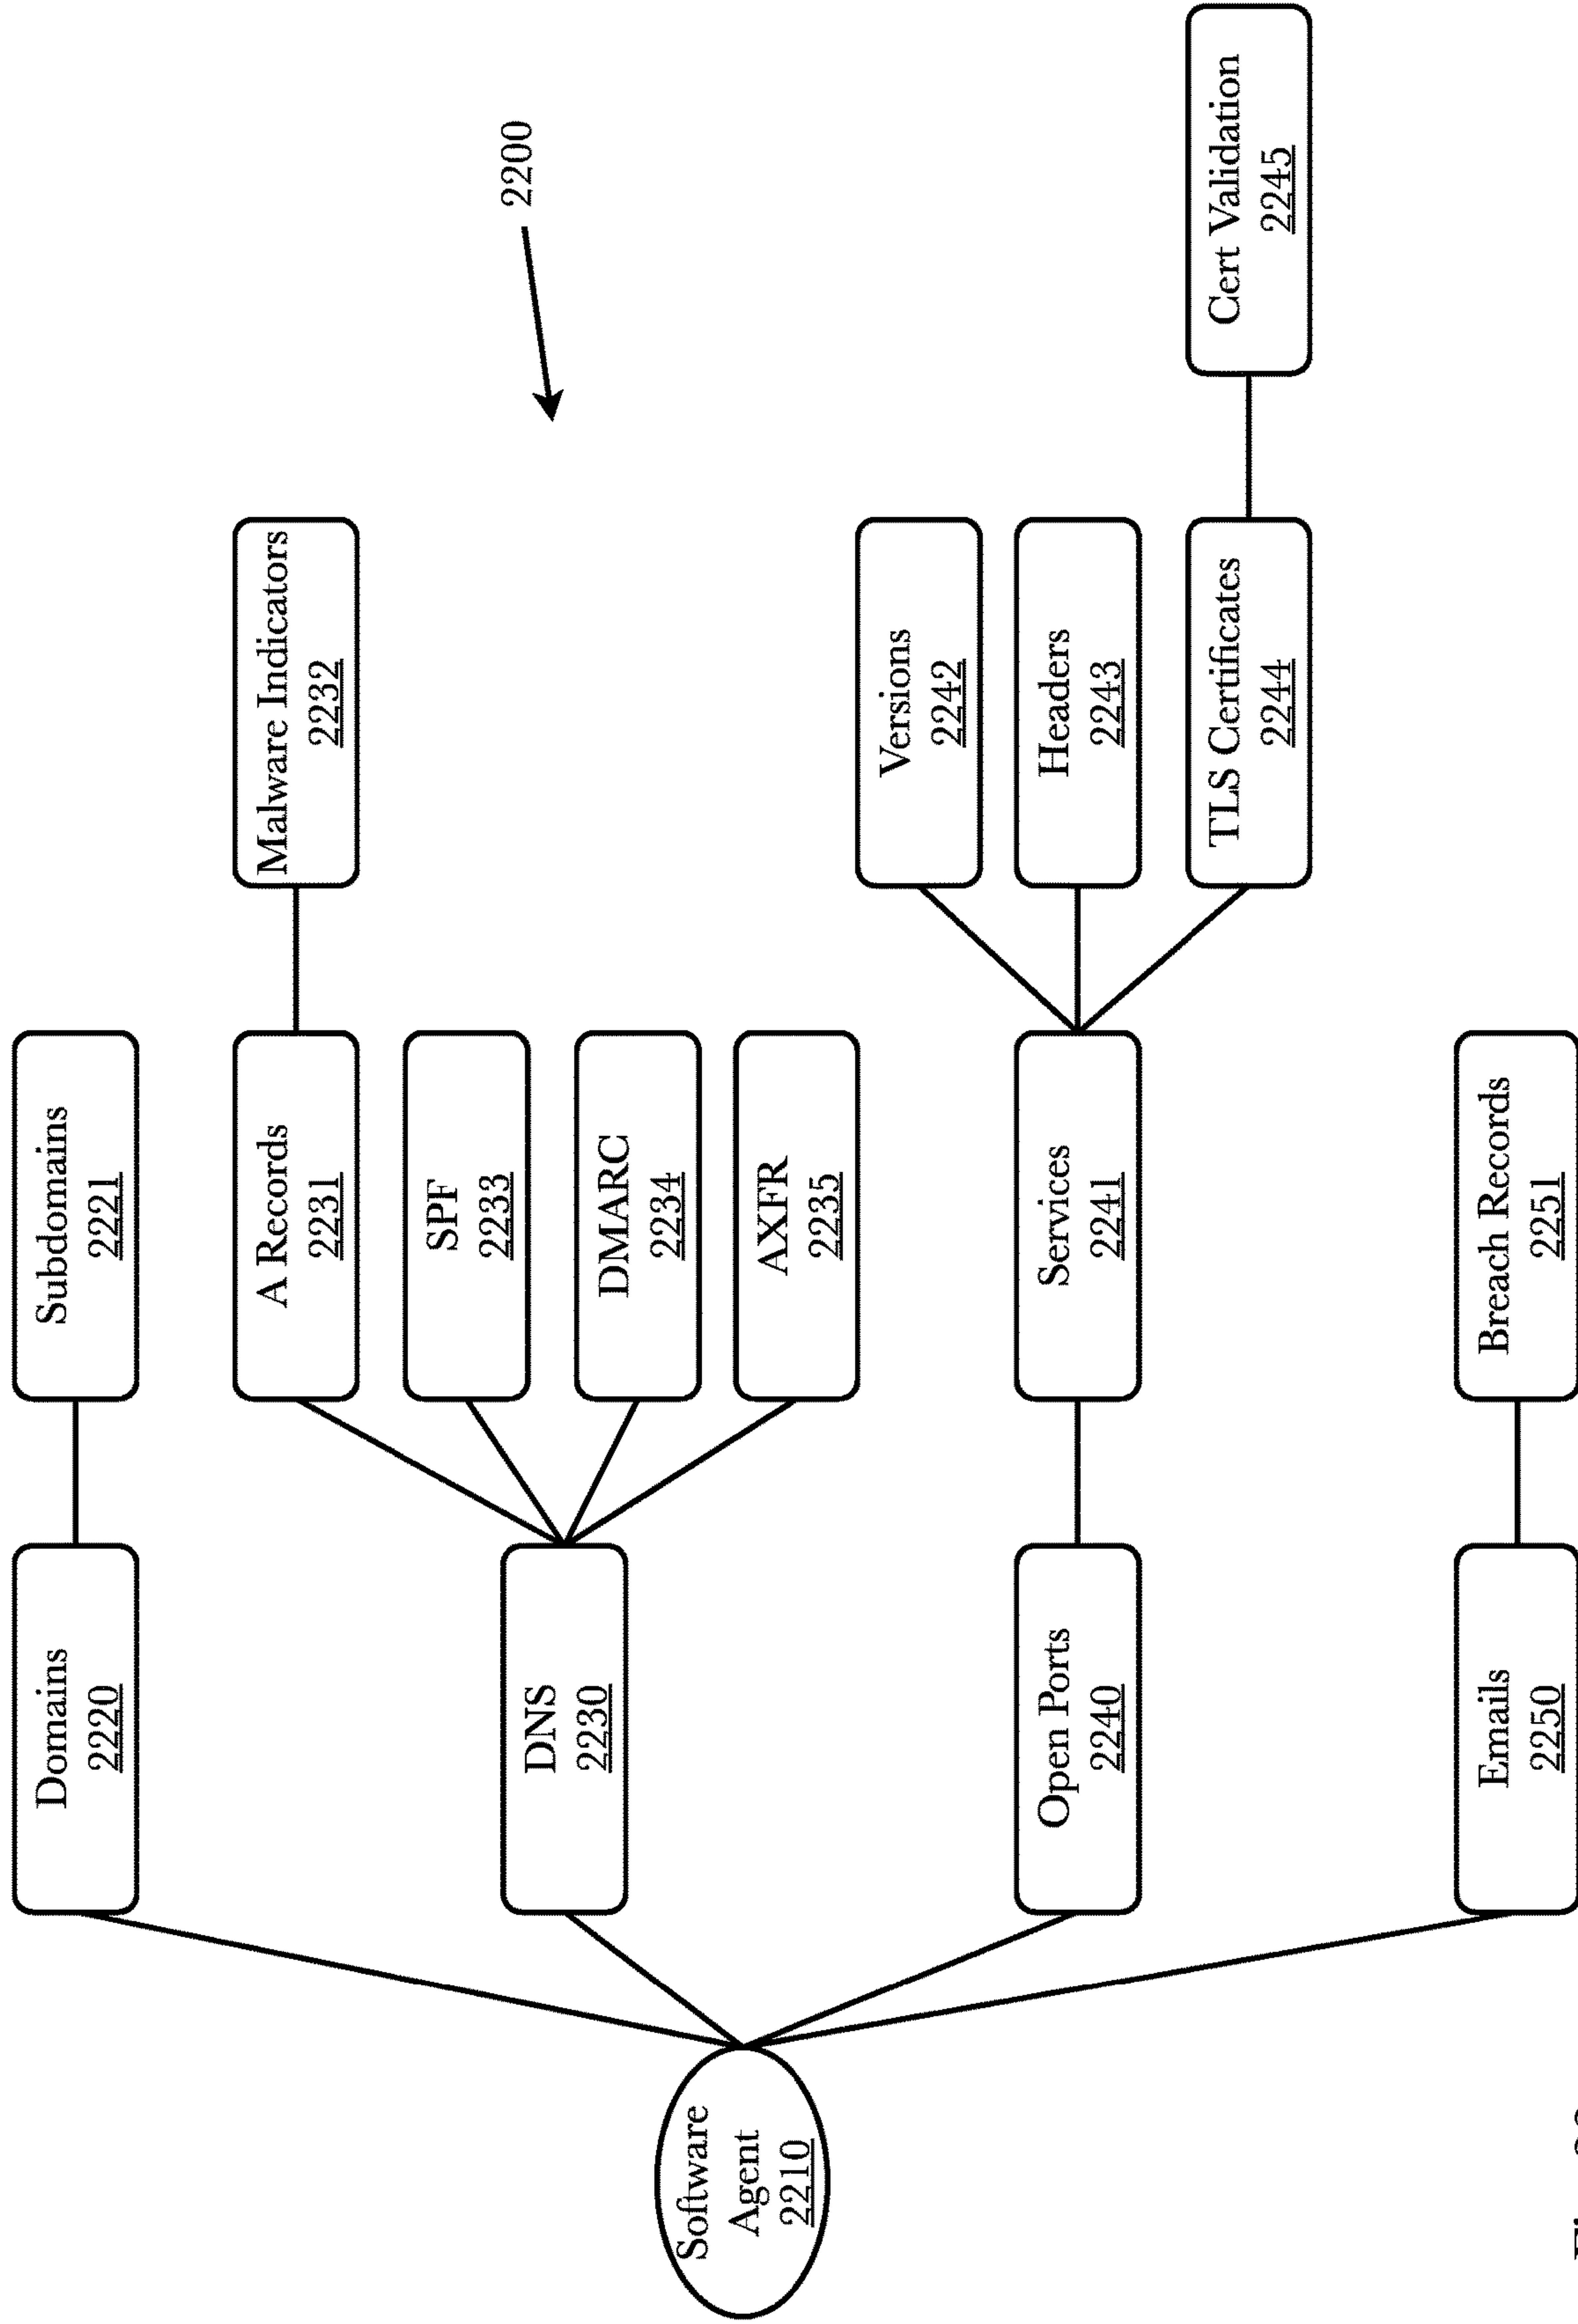 Domains
2220
Subdomains
2221
A Records
2231
Malware Indicators
2232
2200
SPF
2233
DNS
2230
DMARC
2234
AXFR
2235
Software
Agent
2210
Versions
2242
Open Ports
2240
Services
2241
Headers
2243
TLS Certificates
2244
Cert Validation
2245
Emails
2250
Breach Records
2251